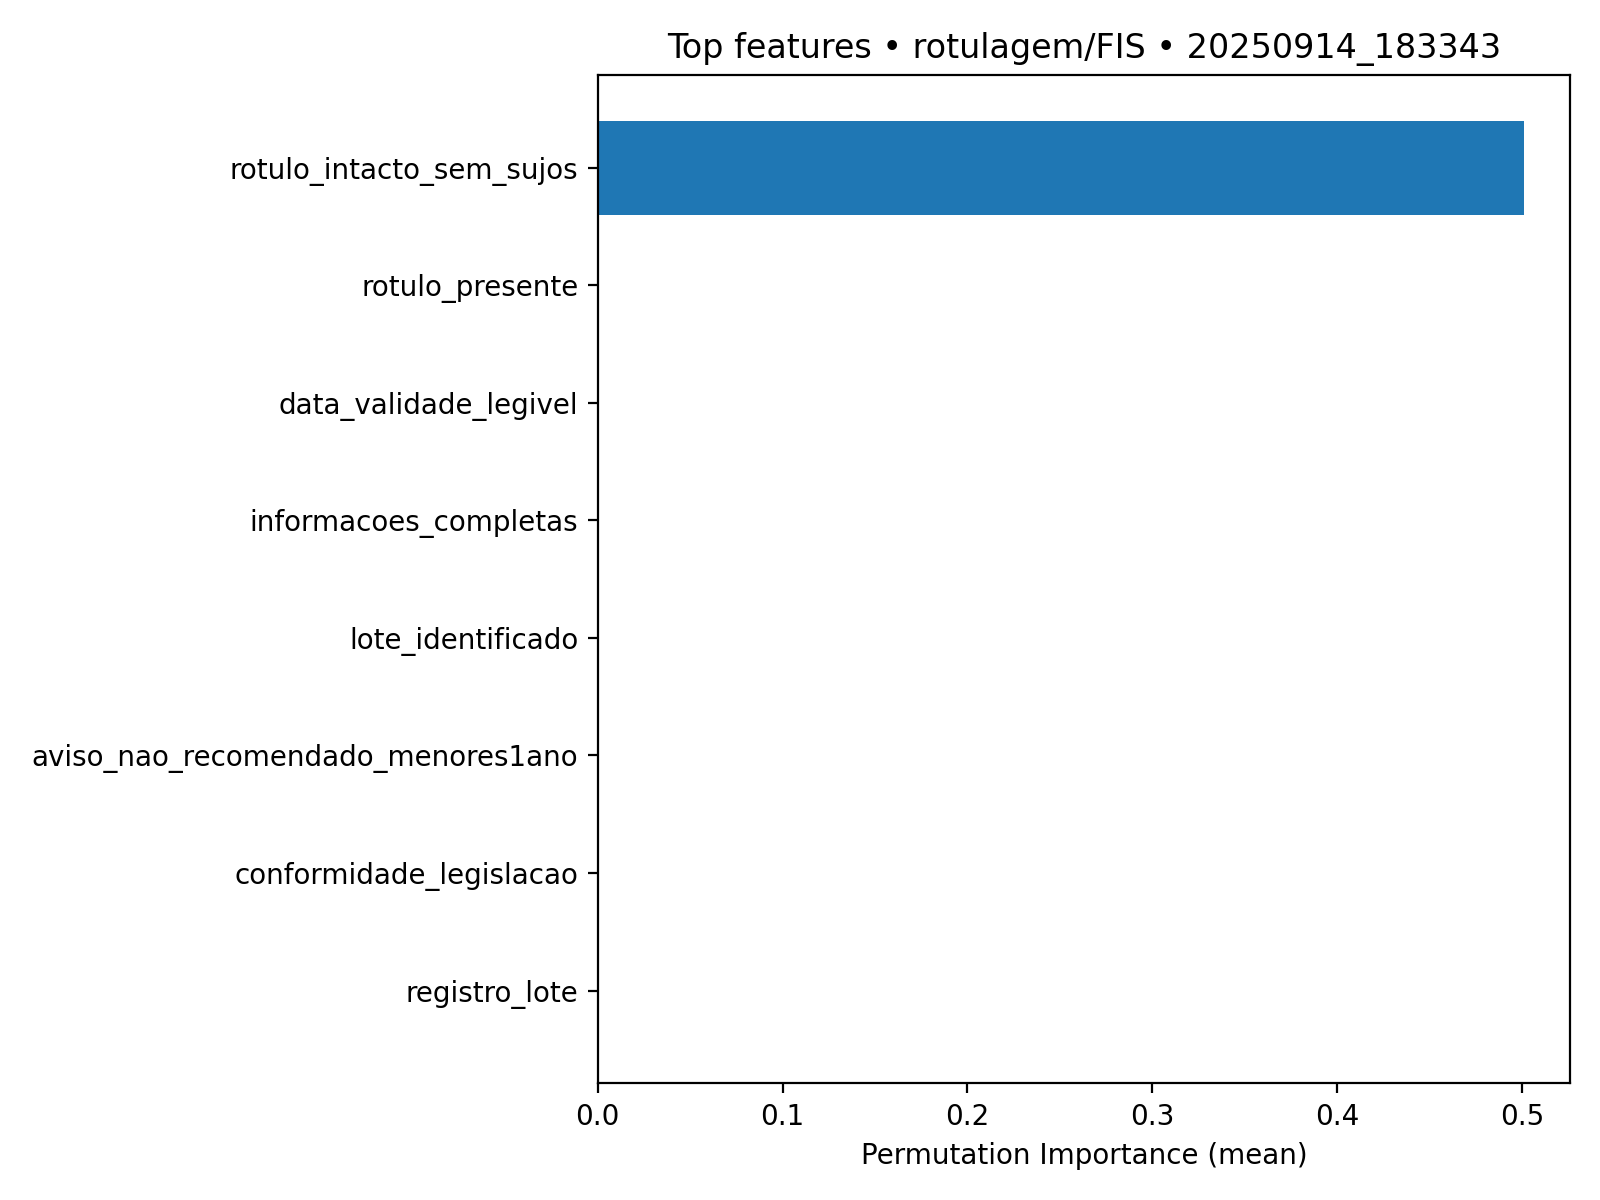 Top features • rotulagem/FIS • 20250914_183343
rotulo_intacto_sem_sujos
rotulo_presente
data_validade_legivel
informacoes_completas
lote_identificado
aviso_nao_recomendado_menores1ano
conformidade_legislacao
registro_lote
0.0 0.1 0.2 0.3 0.4 0.5
Permutation Importance (mean)